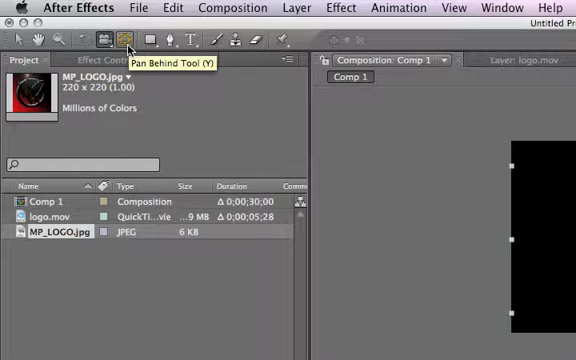 After Effects File Edit Composition Layer Effect Animation View Window Help
Untitled Pr
T
Pan Behind Tool (Y)
Project × Effect Contr
Composition: Comp 1 × Layer: logo.mov
MP_LOGO.jpg
220 x 220 (1.00)
Comp 1
Millions of Colors
Name Type Size Duration Comme
Comp 1 Composition Δ 0;00;30;00
logo.mov QuickTi...vie ...9 MB Δ 0;00;05;28
MP_LOGO.jpg JPEG 6 KB